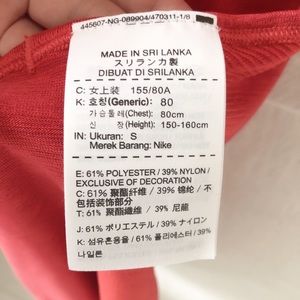 445607-NG-089904/470311-1/8
MADE IN SRI LANKA
スリランカ製
DIBUAT DI SRILANKA
C: 女上装 155/80A
K: 호칭(Generic): 80
가슴둘레(Chest): 80cm
신 장(Height): 150-160cm
IN: Ukuran: S
Merek Barang: Nike
E: 61% POLYESTER / 39% NYLON /
EXCLUSIVE OF DECORATION
C: 61% 聚酯纤维 / 39% 锦纶 / 不
包括装饰部分
T: 61% 聚酯纖維 / 39% 尼龍
J: 61% ポリエステル / 39% ナイロン
K: 섬유혼용율 / 61% 폴리에스터 / 39%
나일론